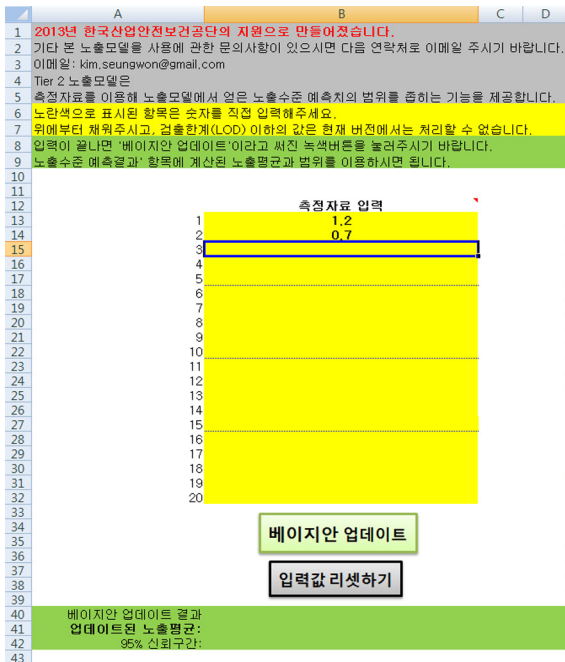 A B C D
1 2013년 한국산업안전보건공단의 지원으로 만들어졌습니다.
2 기타 본 노출모델을 사용에 관한 문의사항이 있으시면 다음 연락처로 이메일 주시기 바랍니다.
3 이메일: kim.seungwon@gmail.com
4 Tier 2 노출모델은
5 측정자료를 이용해 노출모델에서 얻은 노출수준 예측치의 범위를 좁히는 기능을 제공합니다.
6 노란색으로 표시된 항목은 숫자를 직접 입력해주세요.
7 위에부터 채워주시고, 검출한계(LOD) 이하의 값은 현재 버전에서는 처리할 수 없습니다.
8 입력이 끝나면 '베이지안 업데이트'이라고 써진 녹색버튼을 눌러주시기 바랍니다.
9 노출수준 예측결과' 항목에 계산된 노출평균과 범위를 이용하시면 됩니다.
10
11
12 측정자료 입력
13 1 1.2
14 2 0.7
15 3
16 4
17 5
18 6
19 7
20 8
21 9
22 10
23 11
24 12
25 13
26 14
27 15
28 16
29 17
30 18
31 19
32 20
33
34
베이지안 업데이트
35
36
37
입력값 리셋하기
38
39
40 베이지안 업데이트 결과
41 업데이트된 노출평균:
42 95% 신뢰구간:
43